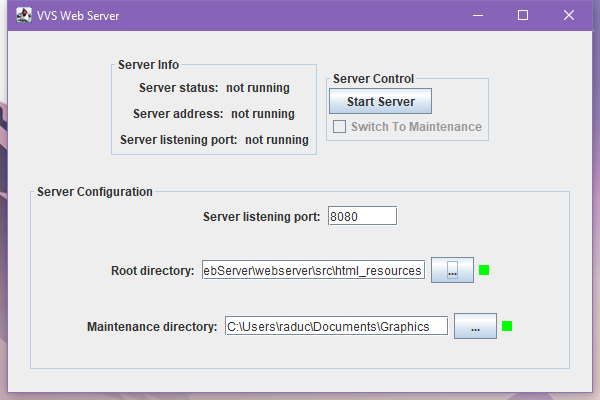 VVS Web Server
Server Info
Server status: not running
Server address: not running
Server listening port: not running
Server Control
Start Server
Switch To Maintenance
Server Configuration
Server listening port: 8080
Root directory: ebServer\webserver\src\html_resources ...
Maintenance directory: C:\Users\raduc\Documents\Graphics ...